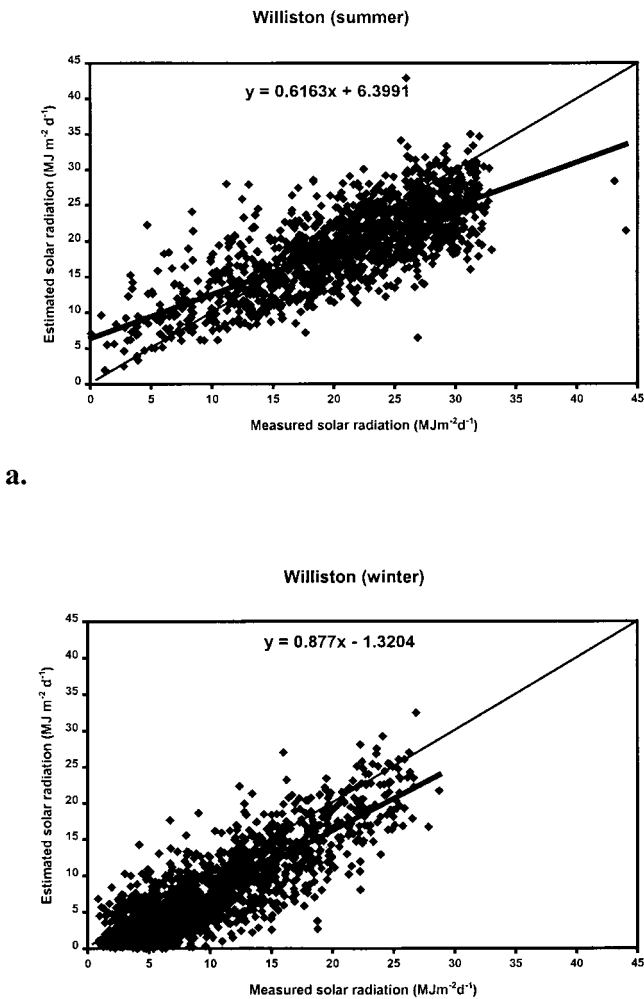 Williston (summer)
45
40
35
30
25
20
15
10
5
0
y = 0.6163x + 6.3991
Estimated solar radiation (MJ m⁻² d⁻¹)
0 5 10 15 20 25 30 35 40 45
Measured solar radiation (MJm⁻²d⁻¹)
a.
Williston (winter)
45
40
35
30
25
20
15
10
5
0
y = 0.877x - 1.3204
Estimated solar radiation (MJ m⁻² d⁻¹)
0 5 10 15 20 25 30 35 40 45
Measured solar radiation (MJm⁻²d⁻¹)